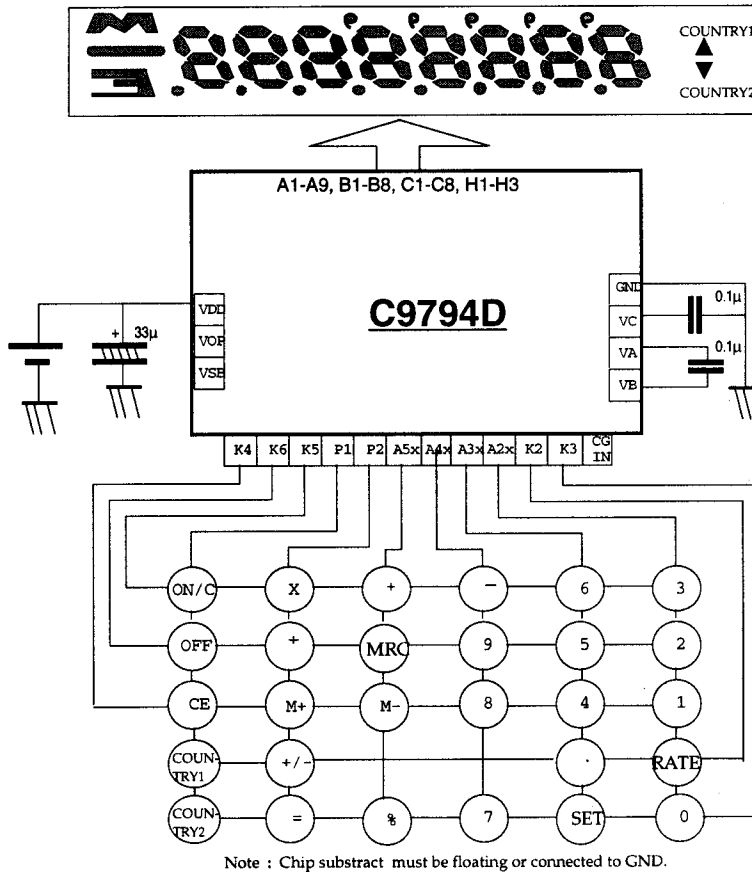 COUNTRY1
COUNTRY2
A1-A9, B1-B8, C1-C8, H1-H3
C9794D
VDD
VOP
VSB
+ 33μ
GND
VC
VA
VB
0.1μ
0.1μ
K4 K6 K5 P1 P2 A5x A4x A3x A2x K2 K3 CG IN
ON/C X + − 6 3
OFF + MRC 9 5 2
CE M+ M- 8 4 1
COUN-TRY1 +/- . RATE
COUN-TRY2 = % 7 SET 0
Note : Chip substract must be floating or connected to GND.